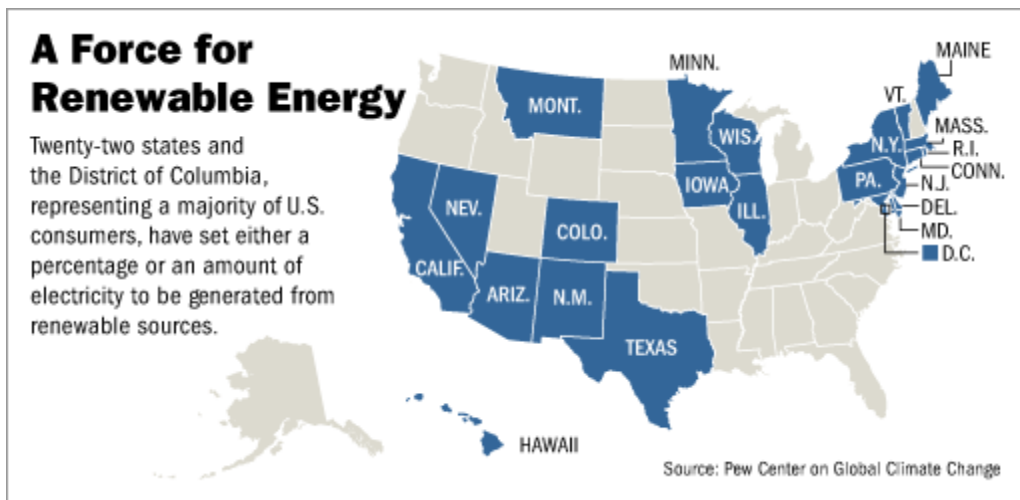 A Force for
Renewable Energy
Twenty-two states and
the District of Columbia,
representing a majority of U.S.
consumers, have set either a
percentage or an amount of
electricity to be generated from
renewable sources.
MONT.
MINN.
WIS.
IOWA
ILL.
NEV.
CALIF.
COLO.
ARIZ.
N.M.
TEXAS
HAWAII
MAINE
VT.
MASS.
N.Y.
R.I.
CONN.
PA.
N.J.
DEL.
MD.
D.C.
Source: Pew Center on Global Climate Change